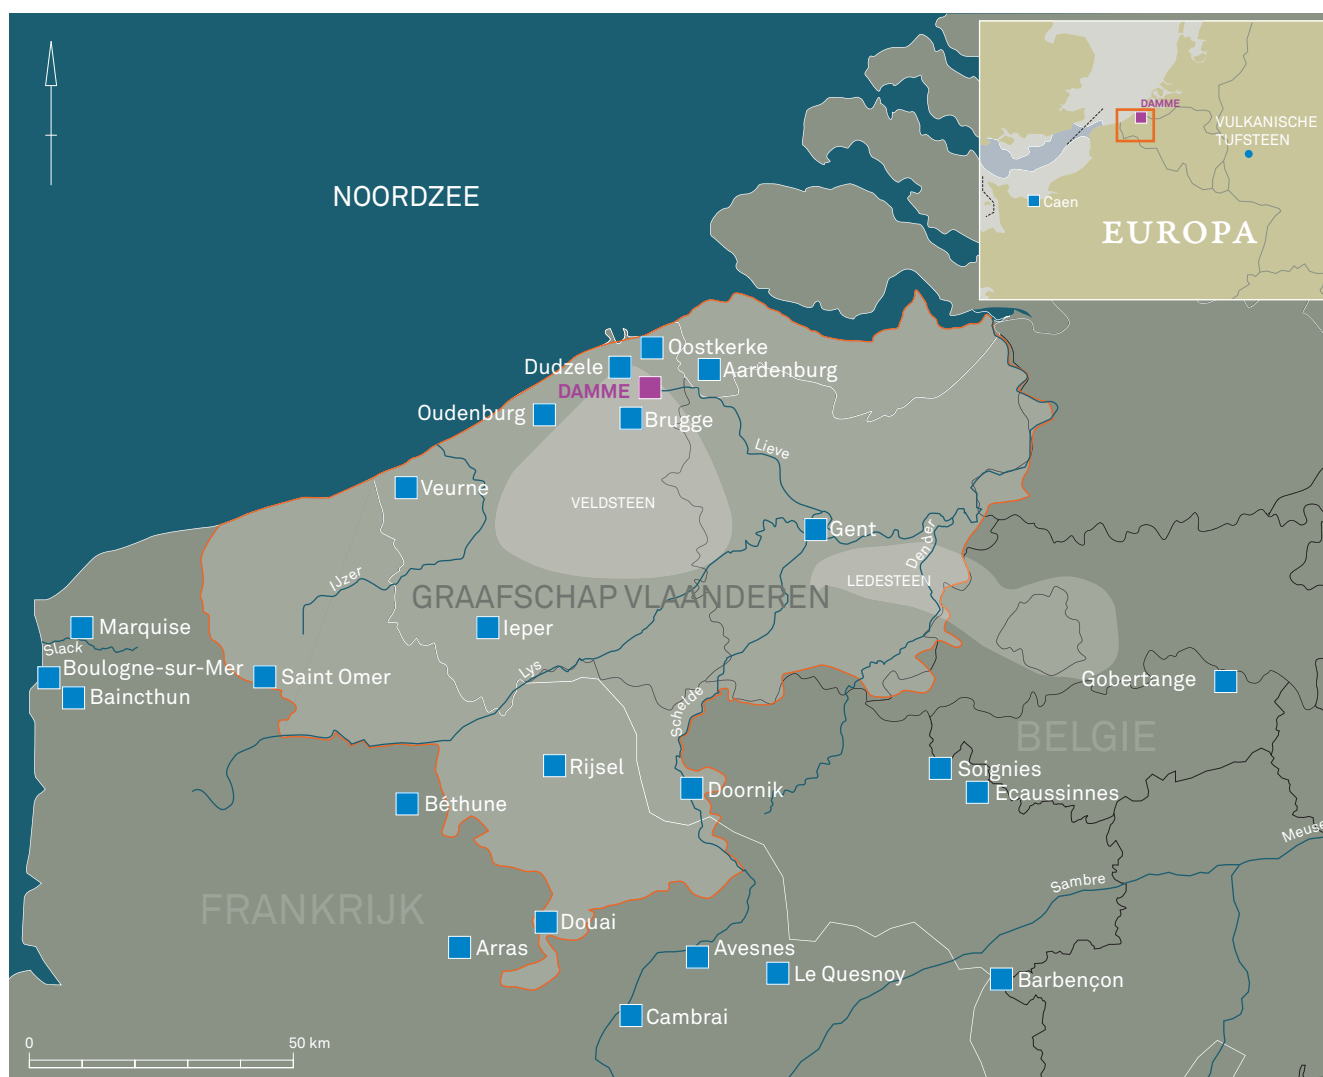 NOORDZEE
DAMME
VULKANISCHE
TUFSTEEN
Caen
EUROPA
Oostkerke
Dudzele
Aardenburg
DAMME
Oudenburg
Brugge
Lieve
Veurne
VELDSTEEN
Gent
Dender
IJzer
LEDESTEEN
GRAAFSCHAP VLAANDEREN
Marquise
Ieper
Slack
Boulogne-sur-Mer
Saint Omer
Lys
Gobertange
Baincthun
Schelde
BELGIE
Rijsel
Soignies
Doornik
Ecaussinnes
Béthune
Meuse
Sambre
FRANKRIJK
Douai
Arras
Avesnes
Le Quesnoy
Barbençon
Cambrai
0
50 km